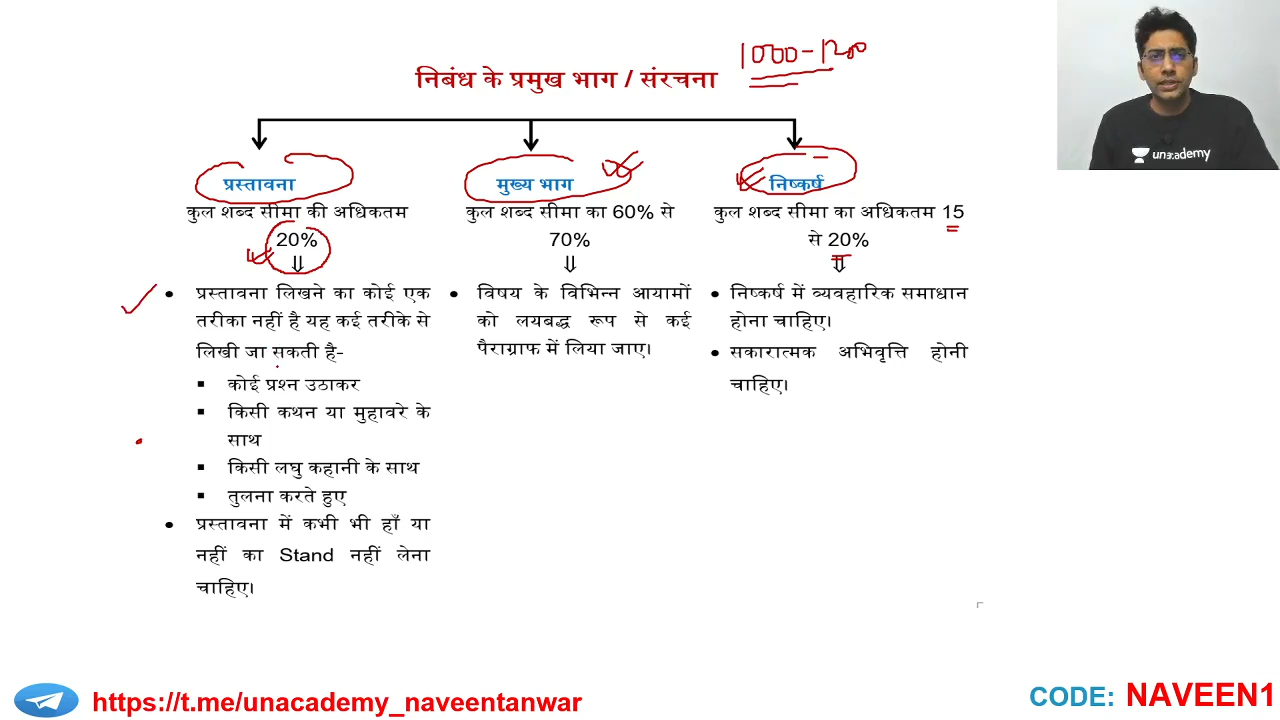 1000-1200
निबंध के प्रमुख भाग / संरचना
प्रस्तावना
कुल शब्द सीमा की अधिकतम
20%
⇓
• प्रस्तावना लिखने का कोई एक
तरीका नहीं है यह कई तरीके से
लिखी जा सकती है-
▪ कोई प्रश्न उठाकर
▪ किसी कथन या मुहावरे के
साथ
▪ किसी लघु कहानी के साथ
▪ तुलना करते हुए
• प्रस्तावना में कभी भी हाँ या
नहीं का Stand नहीं लेना
चाहिए।
मुख्य भाग
कुल शब्द सीमा का 60% से
70%
⇓
• विषय के विभिन्न आयामों
को लयबद्ध रूप से कई
पैराग्राफ में लिया जाए।
निष्कर्ष
कुल शब्द सीमा का अधिकतम 15
से 20%
⇓
• निष्कर्ष में व्यवहारिक समाधान
होना चाहिए।
• सकारात्मक अभिवृत्ति होनी
चाहिए।
unacademy
https://t.me/unacademy_naveentanwar
CODE: NAVEEN1